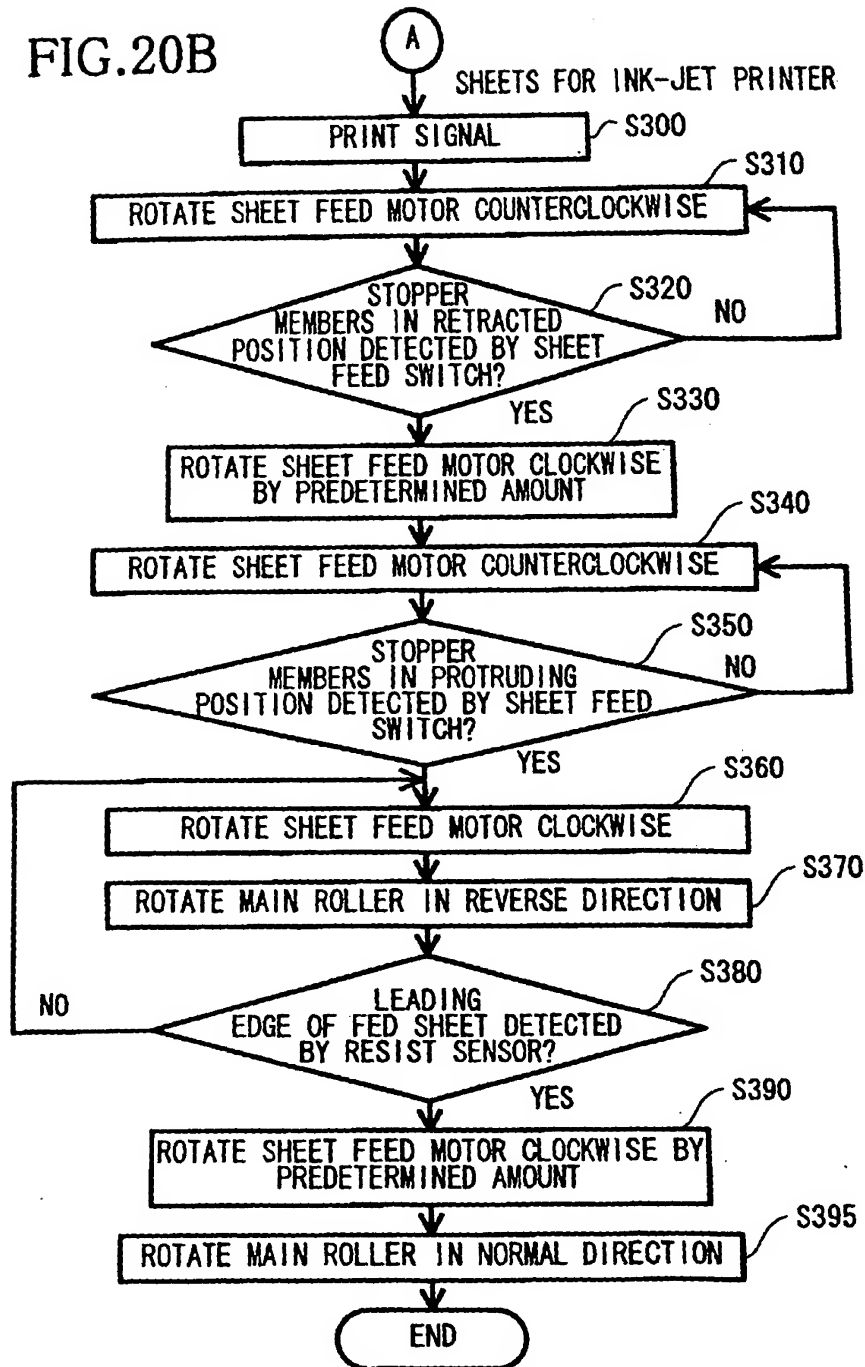 FIG.20B
A
SHEETS FOR INK-JET PRINTER
PRINT SIGNAL
S300
S310
ROTATE SHEET FEED MOTOR COUNTERCLOCKWISE
S320
STOPPER
MEMBERS IN RETRACTED
POSITION DETECTED BY SHEET
FEED SWITCH?
NO
YES
S330
ROTATE SHEET FEED MOTOR CLOCKWISE
BY PREDETERMINED AMOUNT
S340
ROTATE SHEET FEED MOTOR COUNTERCLOCKWISE
S350
STOPPER
MEMBERS IN PROTRUDING
POSITION DETECTED BY SHEET FEED
SWITCH?
NO
YES
S360
ROTATE SHEET FEED MOTOR CLOCKWISE
S370
ROTATE MAIN ROLLER IN REVERSE DIRECTION
S380
NO
LEADING
EDGE OF FED SHEET DETECTED
BY RESIST SENSOR?
YES
S390
ROTATE SHEET FEED MOTOR CLOCKWISE BY
PREDETERMINED AMOUNT
S395
ROTATE MAIN ROLLER IN NORMAL DIRECTION
END